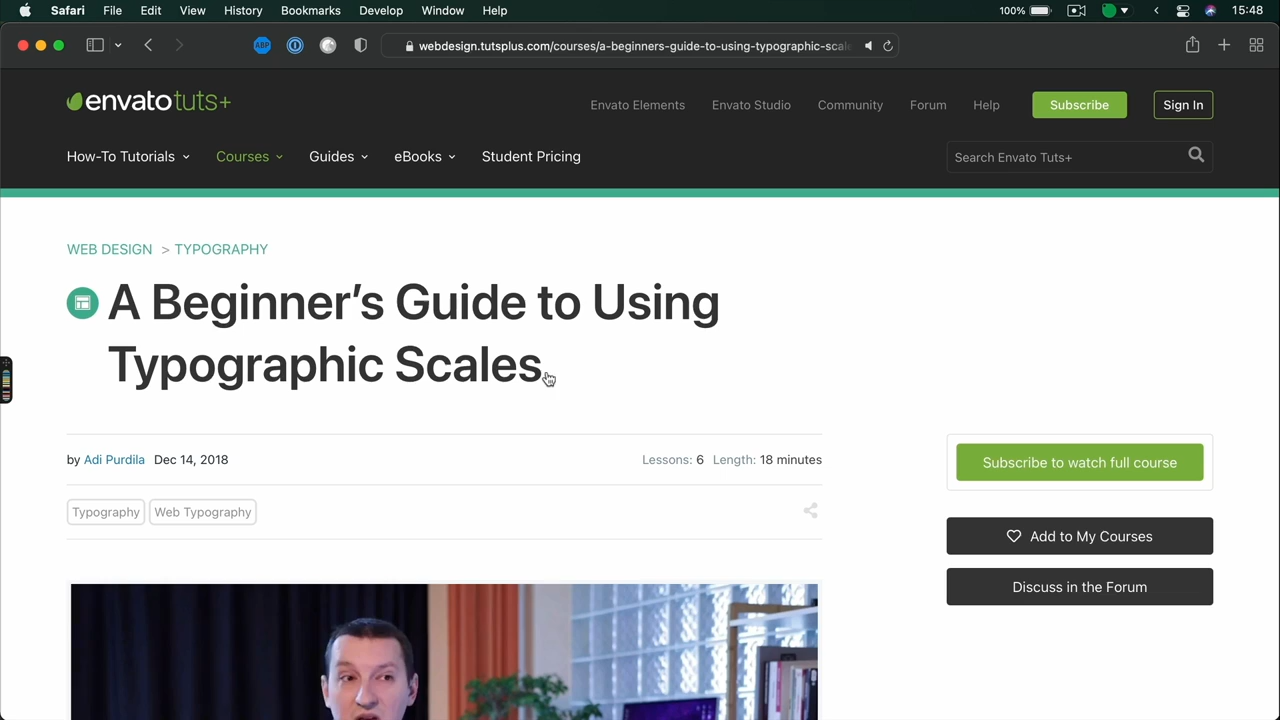 Safari File Edit View History Bookmarks Develop Window Help 100% 15:48
ABP webdesign.tutsplus.com/courses/a-beginners-guide-to-using-typographic-scal
envatotuts+ Envato Elements Envato Studio Community Forum Help Subscribe Sign In
How-To Tutorials Courses Guides eBooks Student Pricing Search Envato Tuts+
WEB DESIGN > TYPOGRAPHY
A Beginner’s Guide to Using
Typographic Scales
by Adi Purdila Dec 14, 2018 Lessons: 6 Length: 18 minutes
Subscribe to watch full course
Typography Web Typography
Add to My Courses
Discuss in the Forum